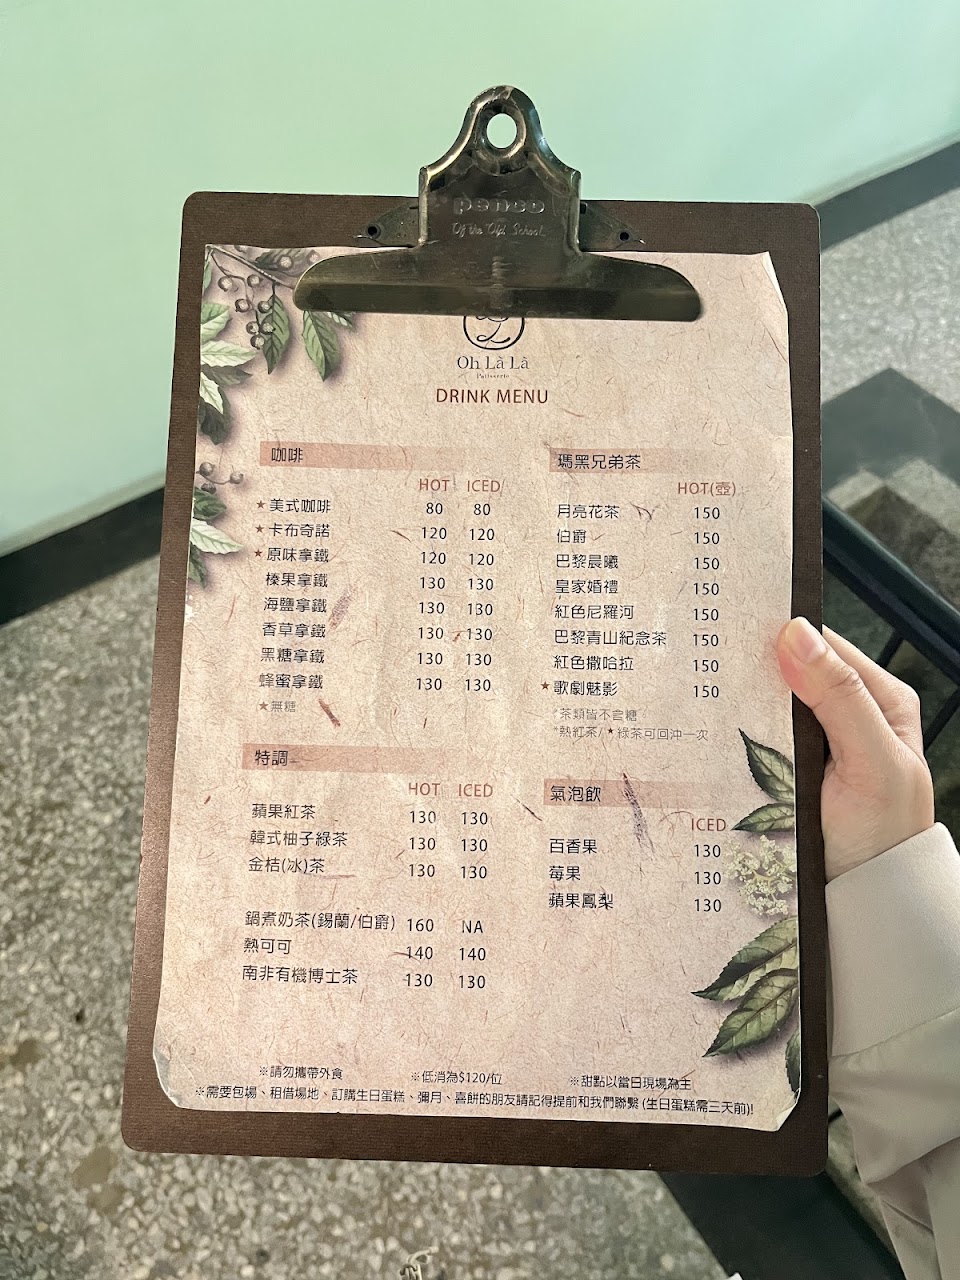 penco
Of the Old School
Oh Là Lâ
Patisserie
DRINK MENU
咖啡
HOT ICED
★美式咖啡 80 80
★卡布奇諾 120 120
★原味拿鐵 120 120
榛果拿鐵 130 130
海鹽拿鐵 130 130
香草拿鐵 130 130
黑糖拿鐵 130 130
蜂蜜拿鐵 130 130
★無糖
特調
HOT ICED
蘋果紅茶 130 130
韓式柚子綠茶 130 130
金桔(冰)茶 130 130
鍋煮奶茶(錫蘭/伯爵) 160 NA
熱可可 140 140
南非有機博士茶 130 130
瑪黑兄弟茶
HOT(壺)
月亮花茶 150
伯爵 150
巴黎晨曦 150
皇家婚禮 150
紅色尼羅河 150
巴黎青山紀念茶 150
紅色撒哈拉 150
★歌劇魅影 150
*茶類皆不含糖
*熱紅茶/★綠茶可回沖一次
氣泡飲
ICED
百香果 130
莓果 130
蘋果鳳梨 130
※請勿攜帶外食 ※低消為$120/位 ※甜點以當日現場為主
※需要包場、租借場地、訂購生日蛋糕、彌月、喜餅的朋友請記得提前和我們聯繫 (生日蛋糕需三天前)!